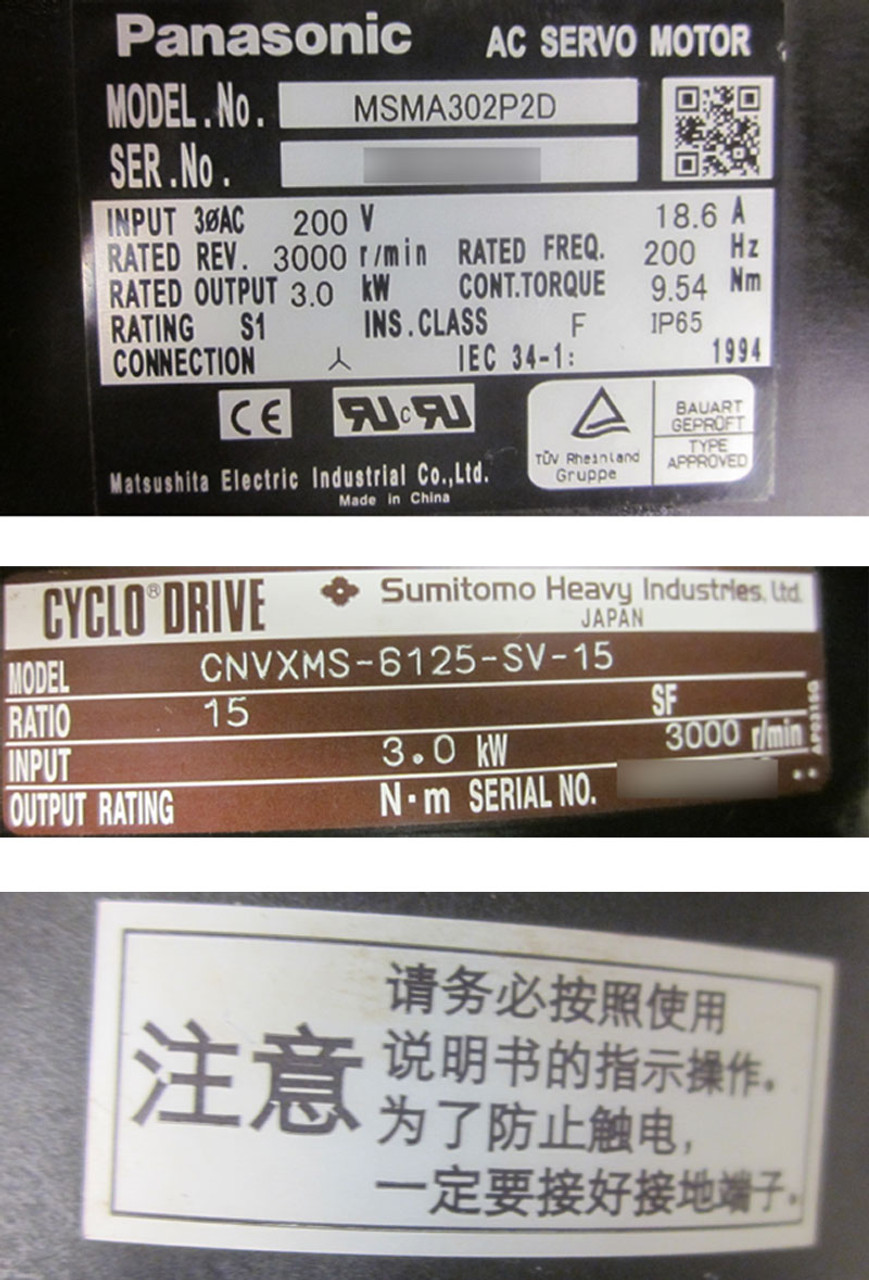 Panasonic AC SERVO MOTOR
MODEL.No. MSMA302P2D
SER.No.
INPUT 3øAC 200 V 18.6 A
RATED REV. 3000 r/min RATED FREQ. 200 Hz
RATED OUTPUT 3.0 kW CONT.TORQUE 9.54 Nm
RATING S1 INS.CLASS F IP65
CONNECTION IEC 34-1: 1994
CE
TÜV Rheinland
Gruppe
BAUART
GEPRÜFT
TYPE
APPROVED
Matsushita Electric Industrial Co.,Ltd.
Made in China
CYCLO® DRIVE Sumitomo Heavy Industries, Ltd.
JAPAN
MODEL CNVXMS-6125-SV-15
RATIO 15 SF
INPUT 3.0 kW 3000 r/min
OUTPUT RATING N·m SERIAL NO.
注意
请务必按照使用
说明书的指示操作。
为了防止触电,
一定要接好接地端子。